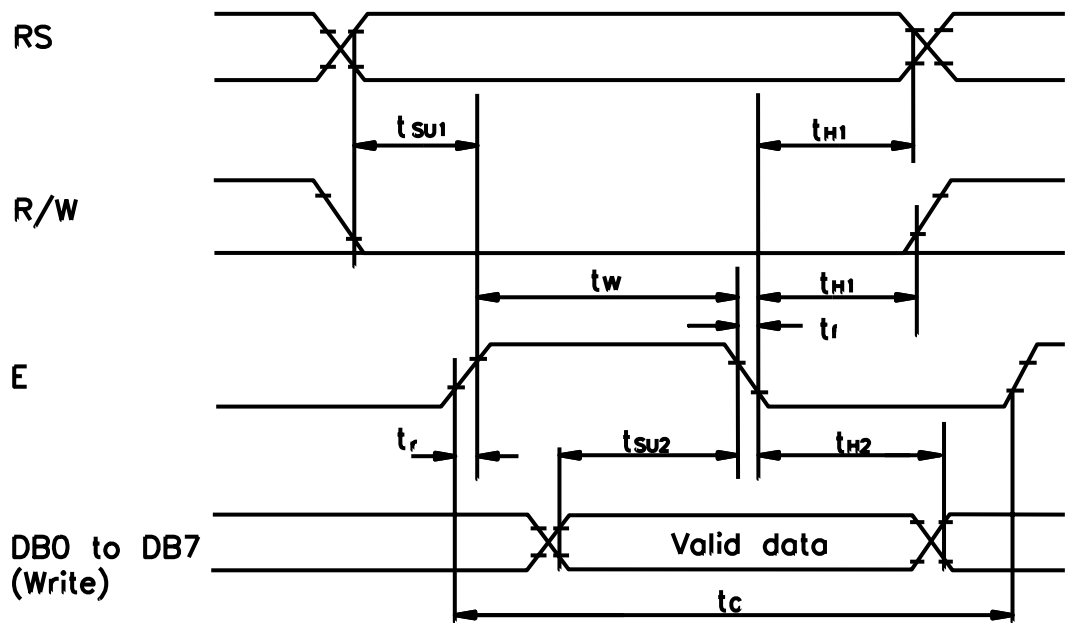 RS
tSU1
tH1
R/W
tw
tH1
tf
E
tr
tSU2
tH2
DB0 to DB7
(Write)
Valid data
tc